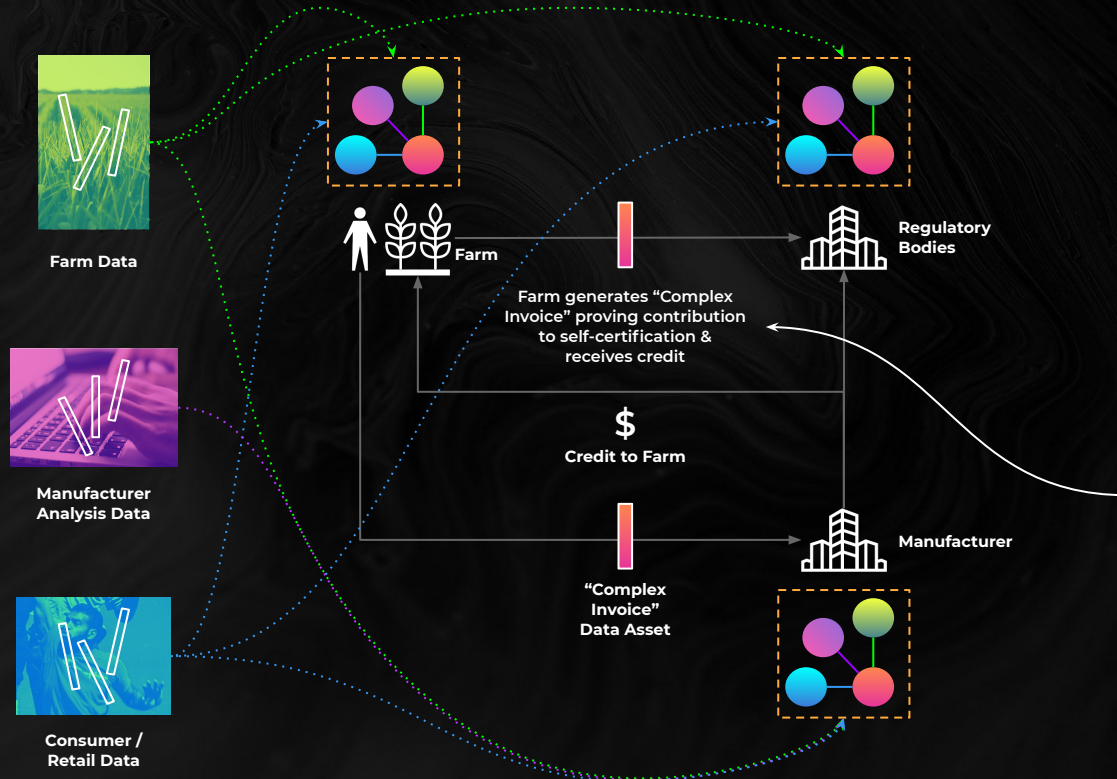 Farm Data
Farm
Regulatory
Bodies
Farm generates “Complex
Invoice” proving contribution
to self-certification &
receives credit
Manufacturer
Analysis Data
$
Credit to Farm
Manufacturer
“Complex
Invoice”
Data Asset
Consumer /
Retail Data